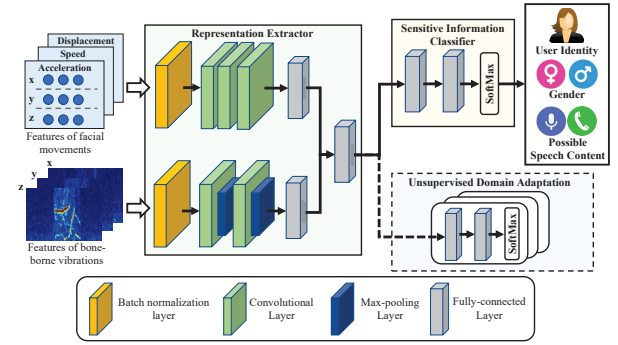 Displacement
Speed
Acceleration
x
y
z
Features of facial
movements
x
y
z
Features of bone-
borne vibrations
Representation Extractor
Sensitive Information
Classifier
SoftMax
User Identity
Gender
Possible
Speech Content
Unsupervised Domain Adaptation
SoftMax
Batch normalization
layer
Convolutional
Layer
Max-pooling
Layer
Fully-connected
Layer